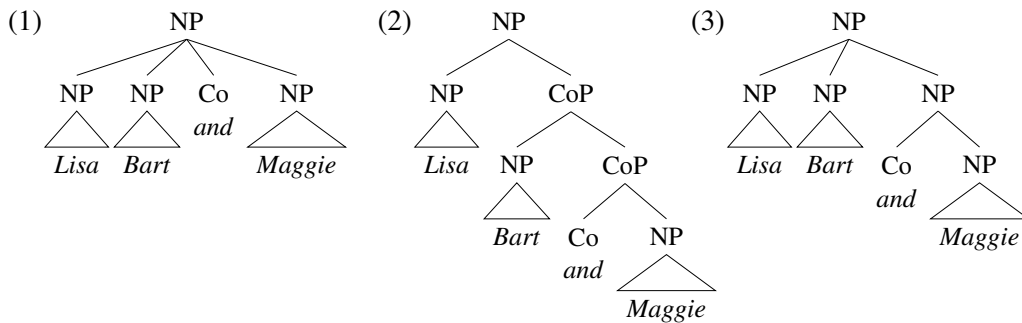 (1) NP (2) NP (3) NP
NP NP Co NP NP CoP NP NP NP
and
Lisa Bart Maggie Lisa NP CoP Lisa Bart Co NP
and
Bart Co NP Maggie
and
Maggie